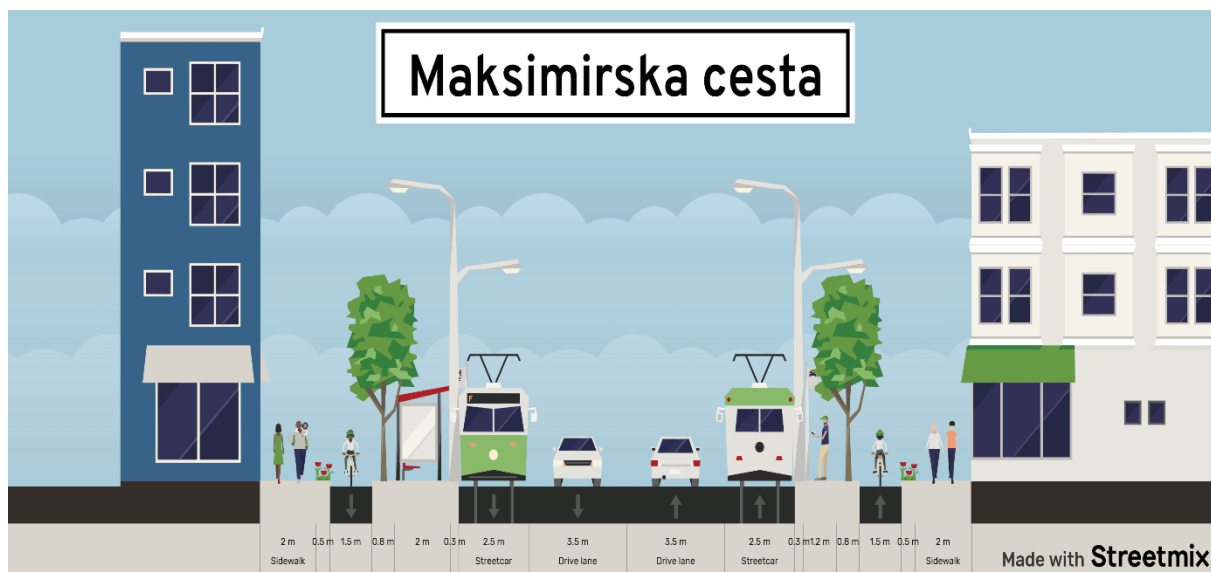 Maksimirska cesta
F
2 m 0.5 m 1.5 m 0.8 m 2 m 0.3 m 2.5 m 3.5 m 3.5 m 2.5 m 0.3 m 1.2 m 0.8 m 1.5 m 0.5 m 2 m
Sidewalk Streetcar Drive lane Drive lane Streetcar Sidewalk
Made with Streetmix